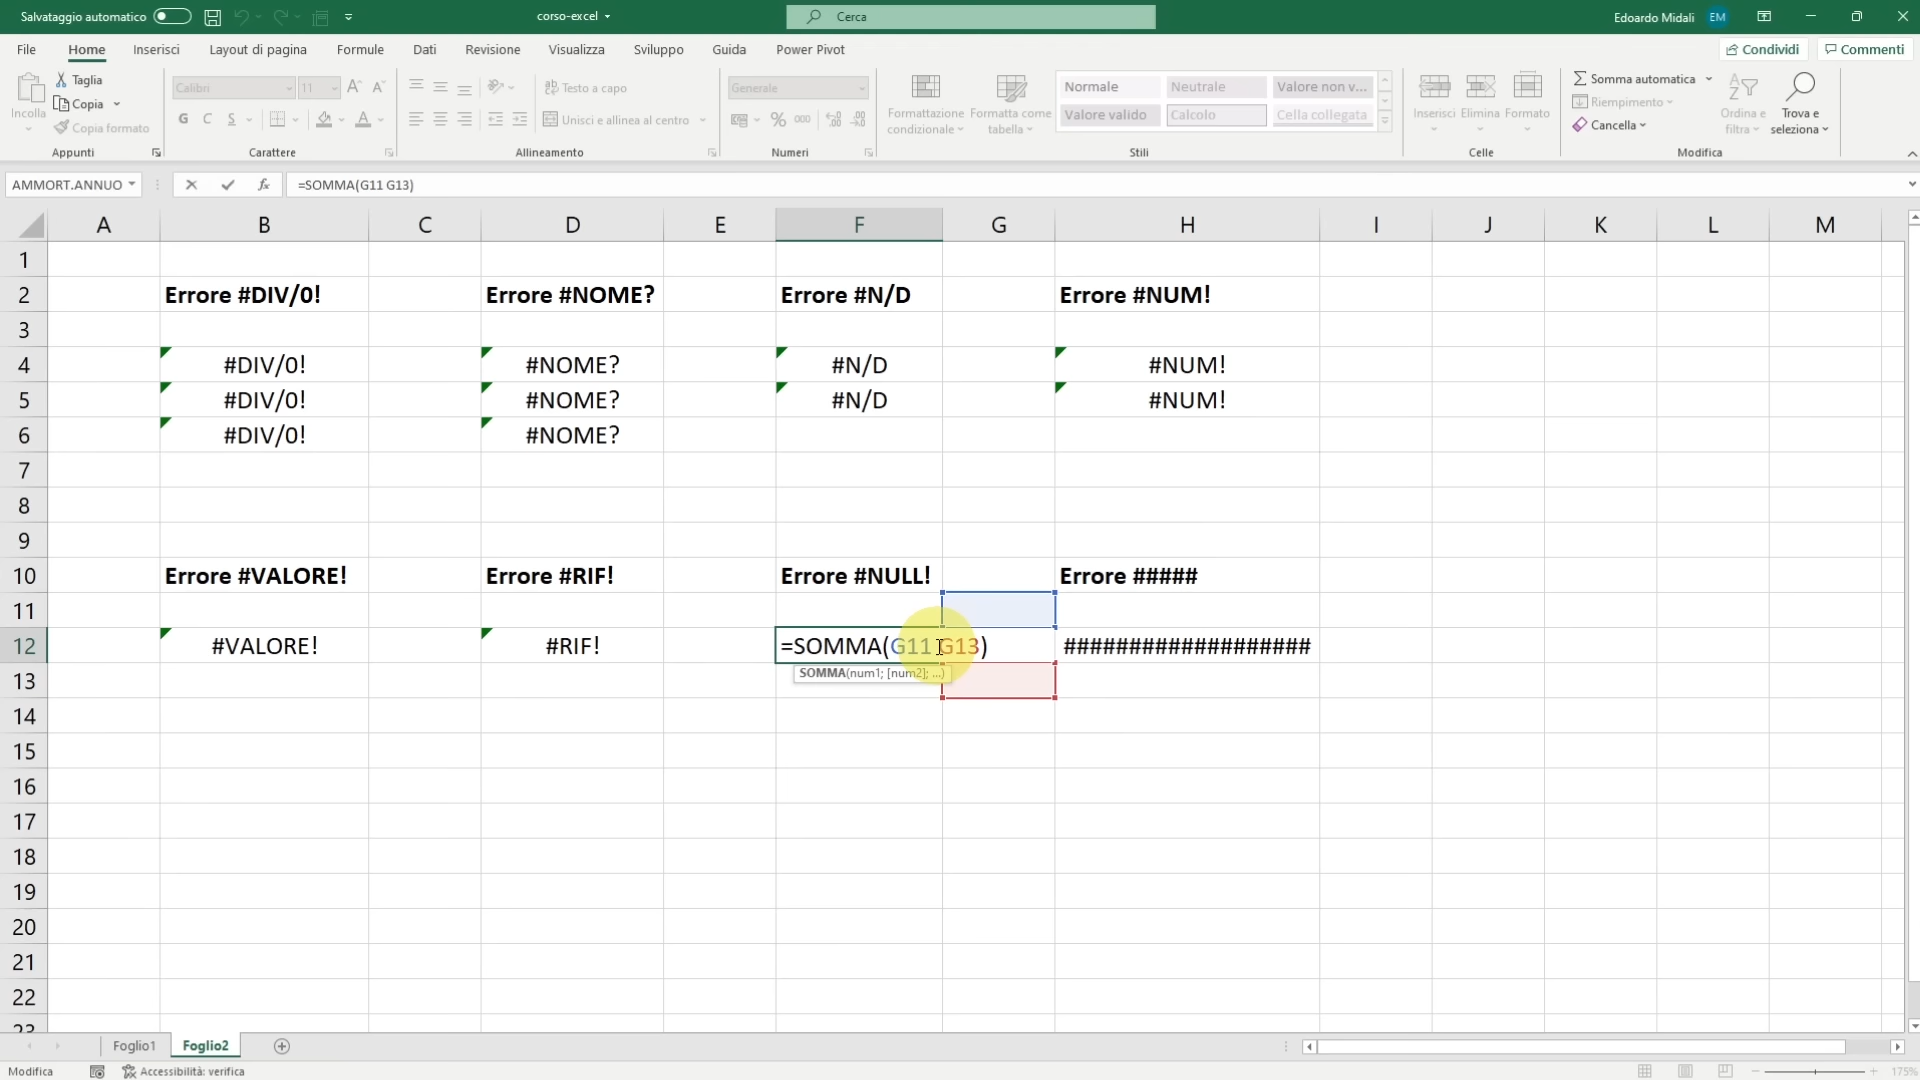 Salvataggio automatico
corso-excel
Cerca
Edoardo Midali EM
File Home Inserisci Layout di pagina Formule Dati Revisione Visualizza Sviluppo Guida Power Pivot
Condividi Commenti
Incolla
Taglia
Copia
Copia formato
Appunti
Calibri 11
G C S
Carattere
Testo a capo
Unisci e allinea al centro
Allineamento
Generale
% 000
Numeri
Formattazione condizionale
Formatta come tabella
Normale Neutrale Valore non v...
Valore valido Calcolo Cella collegata
Stili
Inserisci Elimina Formato
Celle
Somma automatica
Riempimento
Cancella
Ordina e filtra
Trova e seleziona
Modifica
AMMORT.ANNUO fx =SOMMA(G11 G13)
A B C D E F G H I J K L M
1
2 Errore #DIV/0! Errore #NOME? Errore #N/D Errore #NUM!
3
4 #DIV/0! #NOME? #N/D #NUM!
5 #DIV/0! #NOME? #N/D #NUM!
6 #DIV/0! #NOME?
7
8
9
10 Errore #VALORE! Errore #RIF! Errore #NULL! Errore #####
11
12 #VALORE! #RIF! =SOMMA(G11 G13) ###################
SOMMA(num1; [num2]; ...)
13
14
15
16
17
18
19
20
21
22
23
Foglio1 Foglio2
Modifica Accessibilità: verifica 175%